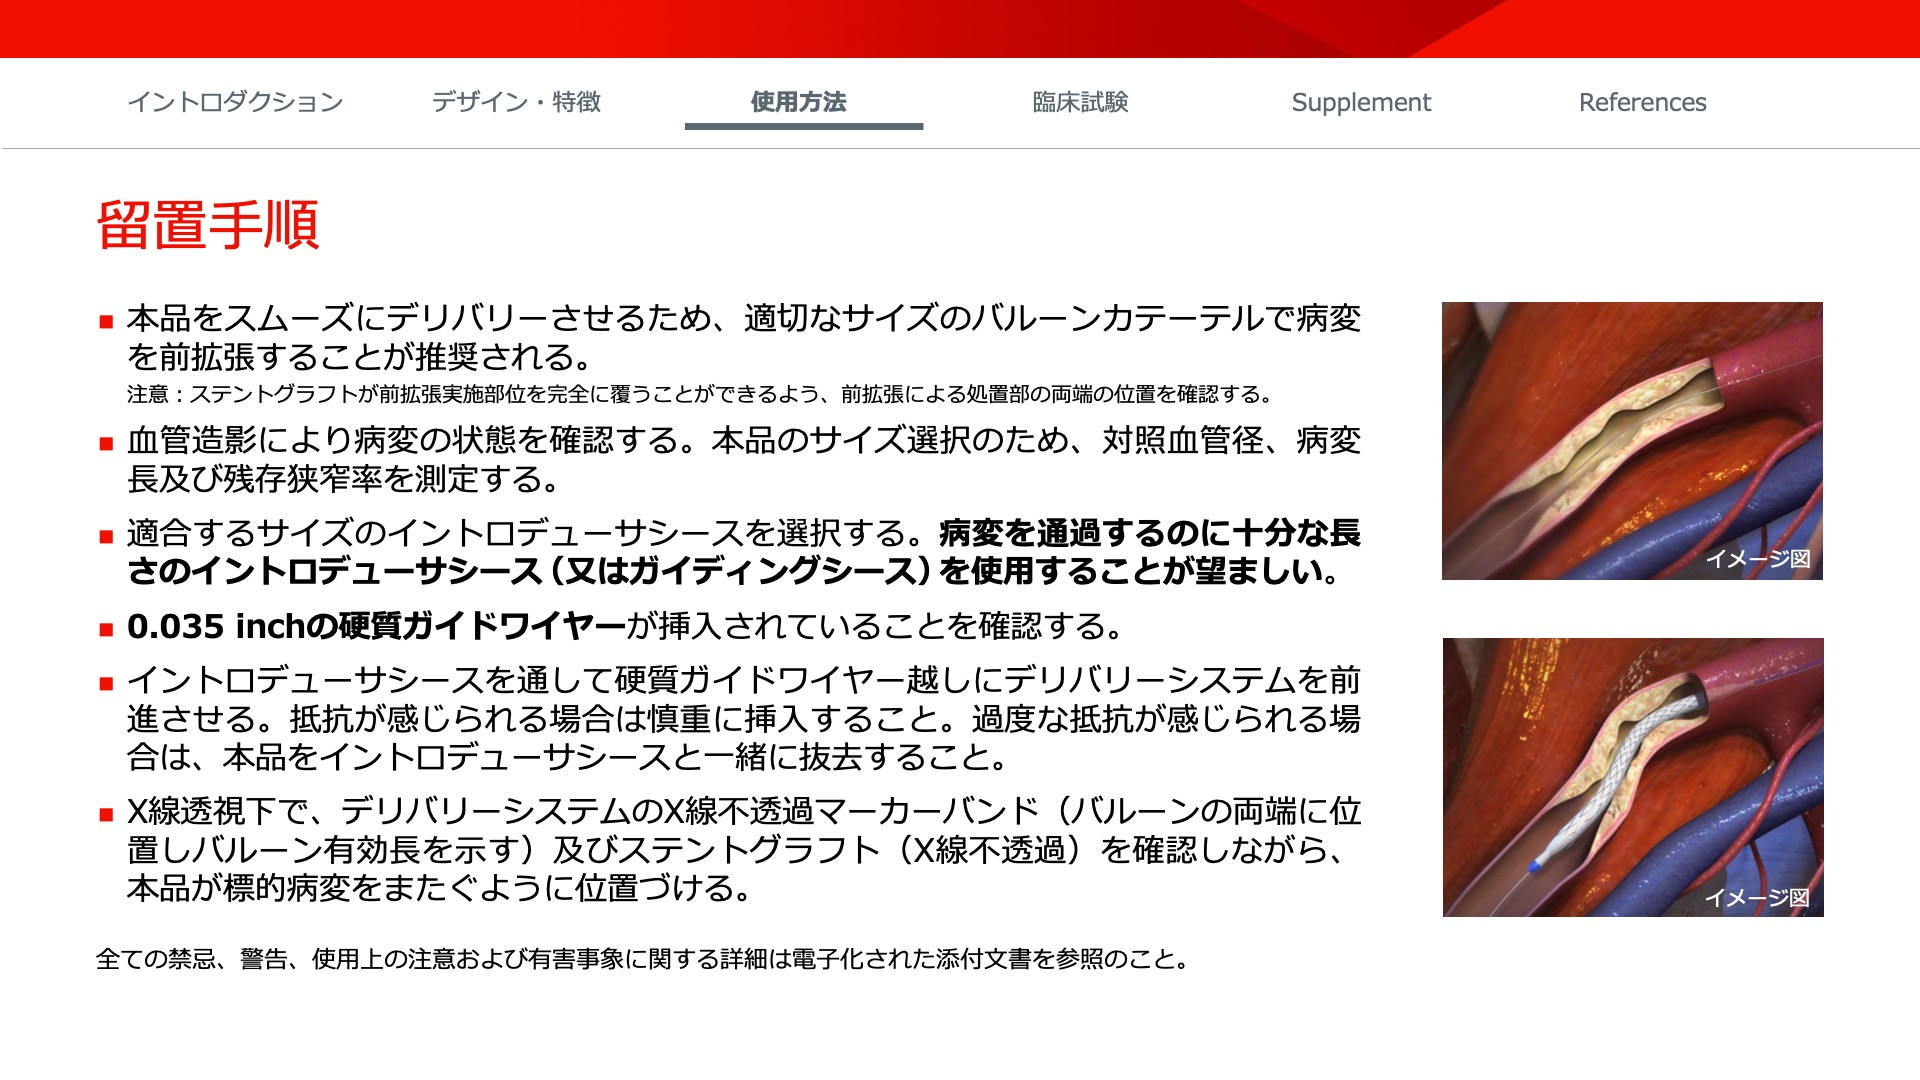 イントロダクション
デザイン・特徴
使用方法
臨床試験
Supplement
References
留置手順
本品をスムーズにデリバリーさせるため、適切なサイズのバルーンカテーテルで病変
を前拡張することが推奨される。
注意：ステントグラフトが前拡張実施部位を完全に覆うことができるよう、前拡張による処置部の両端の位置を確認する。
血管造影により病変の状態を確認する。本品のサイズ選択のため、対照血管径、病変
長及び残存狭窄率を測定する。
適合するサイズのイントロデューサシースを選択する。病変を通過するのに十分な長
さのイントロデューサシース（又はガイディングシース）を使用することが望ましい。
0.035 inchの硬質ガイドワイヤーが挿入されていることを確認する。
イントロデューサシースを通して硬質ガイドワイヤー越しにデリバリーシステムを前
進させる。抵抗が感じられる場合は慎重に挿入すること。過度な抵抗が感じられる場
合は、本品をイントロデューサシースと一緒に抜去すること。
X線透視下で、デリバリーシステムのX線不透過マーカーバンド（バルーンの両端に位
置しバルーン有効長を示す）及びステントグラフト（X線不透過）を確認しながら、
本品が標的病変をまたぐように位置づける。
イメージ図
イメージ図
全ての禁忌、警告、使用上の注意および有害事象に関する詳細は電子化された添付文書を参照のこと。